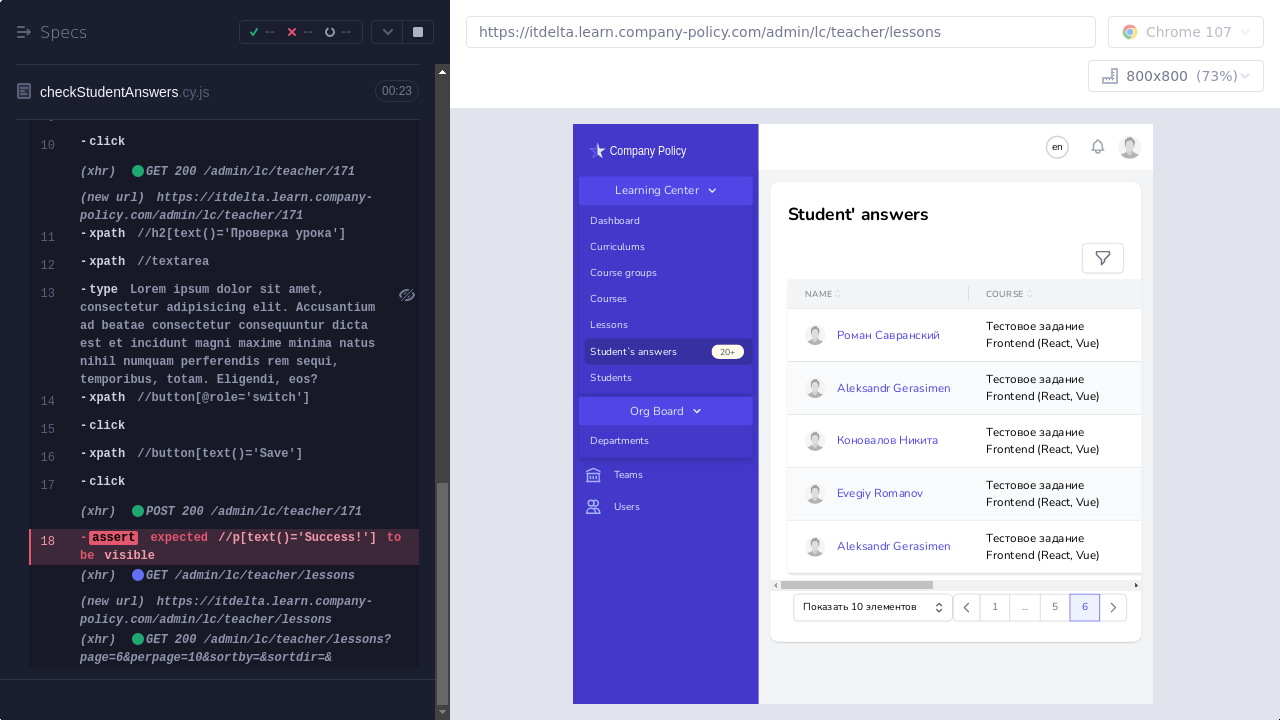 Specs
--
--
--
checkStudentAnswers.cy.js
00:23
10 -click
(xhr) GET 200 /admin/lc/teacher/171
(new url) https://itdelta.learn.company-
policy.com/admin/lc/teacher/171
11 -xpath //h2[text()='Проверка урока']
12 -xpath //textarea
13 -type Lorem ipsum dolor sit amet,
consectetur adipisicing elit. Accusantium
ad beatae consectetur consequuntur dicta
est et incidunt magni maxime minima natus
nihil numquam perferendis rem sequi,
temporibus, totam. Eligendi, eos?
14 -xpath //button[@role='switch']
15 -click
16 -xpath //button[text()='Save']
17 -click
(xhr) POST 200 /admin/lc/teacher/171
18 -assert expected //p[text()='Success!'] to
be visible
(xhr) GET /admin/lc/teacher/lessons
(new url) https://itdelta.learn.company-
policy.com/admin/lc/teacher/lessons
(xhr) GET 200 /admin/lc/teacher/lessons?
page=6&perpage=10&sortby=&sortdir=&
https://itdelta.learn.company-policy.com/admin/lc/teacher/lessons
Chrome 107
800x800 (73%)
Company Policy
Learning Center
Dashboard
Curriculums
Course groups
Courses
Lessons
Student`s answers 20+
Students
Org Board
Departments
Teams
Users
en
Student' answers
NAME COURSE
Роман Савранский Тестовое задание
Frontend (React, Vue)
Aleksandr Gerasimen Тестовое задание
Frontend (React, Vue)
Коновалов Никита Тестовое задание
Frontend (React, Vue)
Evegiy Romanov Тестовое задание
Frontend (React, Vue)
Aleksandr Gerasimen Тестовое задание
Frontend (React, Vue)
Показать 10 элементов 1 ... 5 6